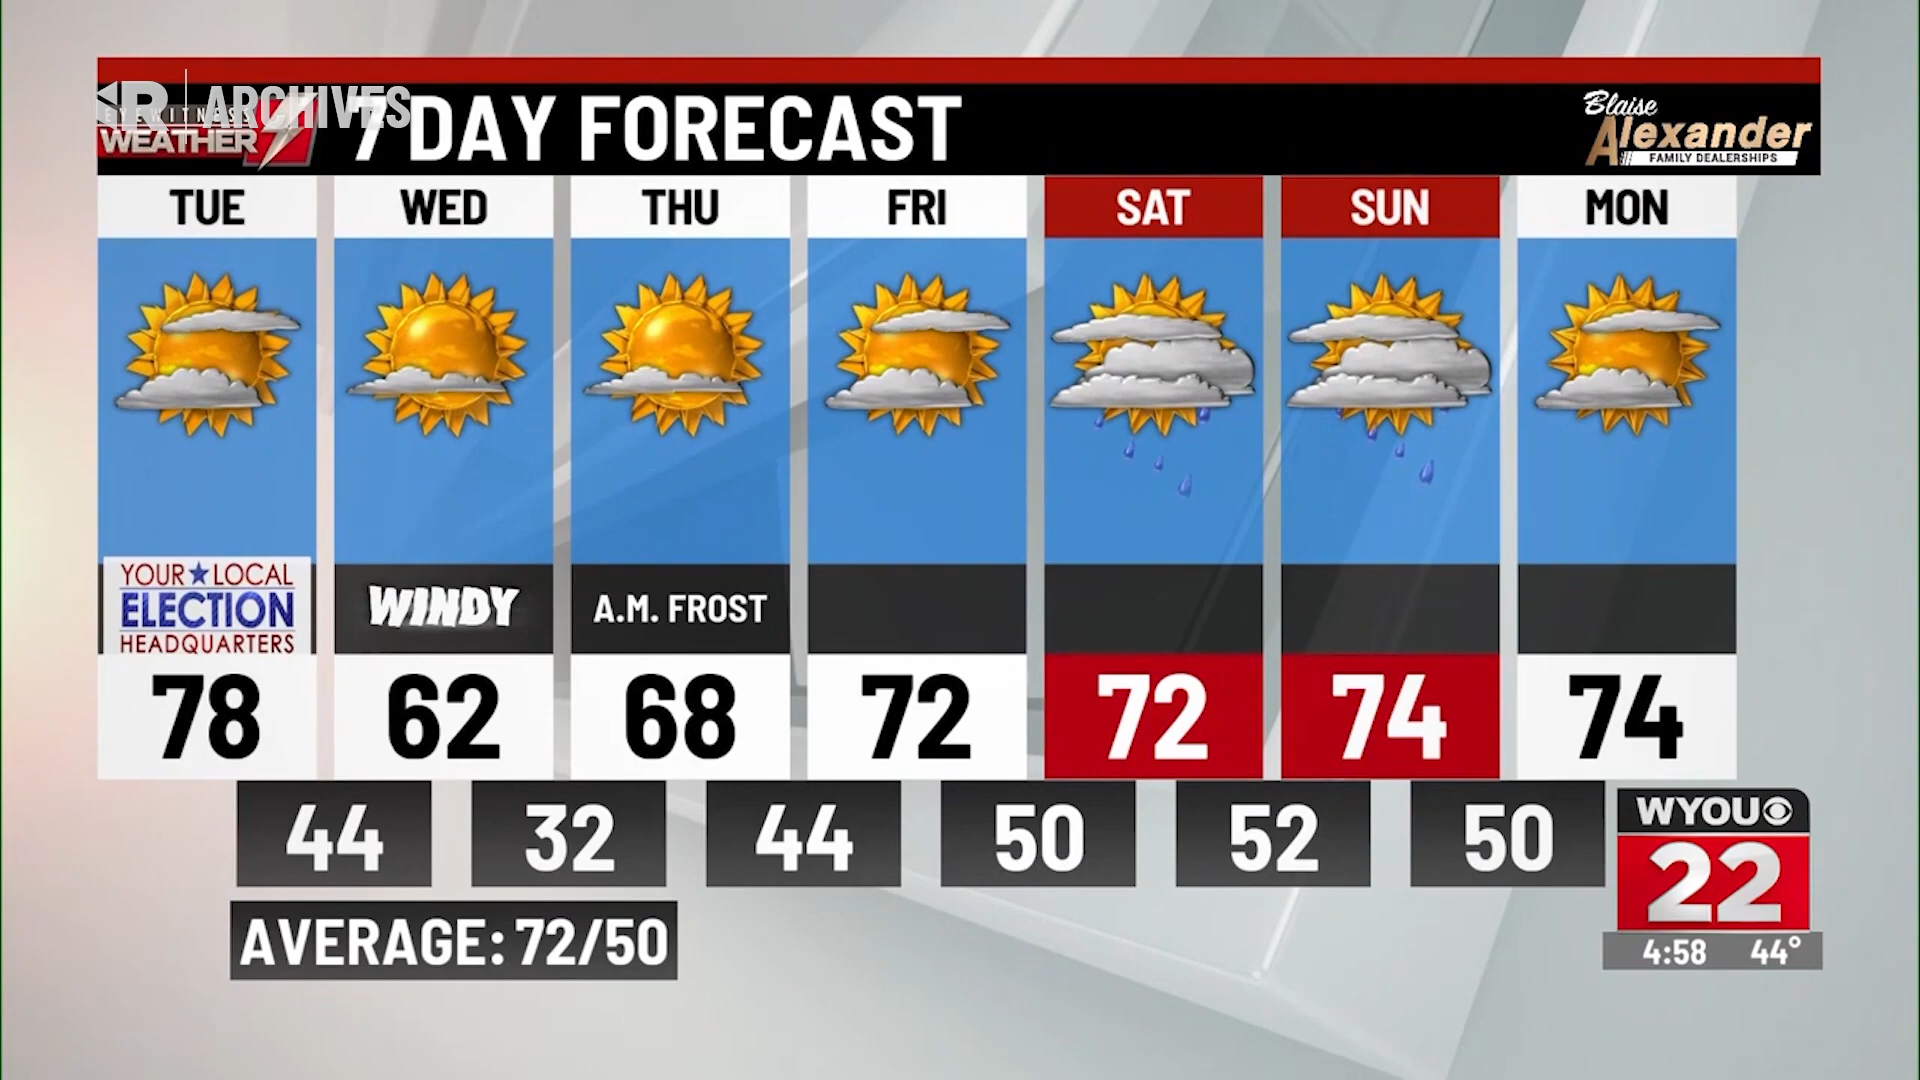 R ARCHIVES
EYEWITNESS
WEATHER
7 DAY FORECAST
Blaise
Alexander
FAMILY DEALERSHIPS
TUE WED THU FRI SAT SUN MON
YOUR★LOCAL
ELECTION
HEADQUARTERS
WINDY
A.M. FROST
78 62 68 72 72 74 74
44 32 44 50 52 50
AVERAGE: 72/50
WYOU
22
4:58 44°